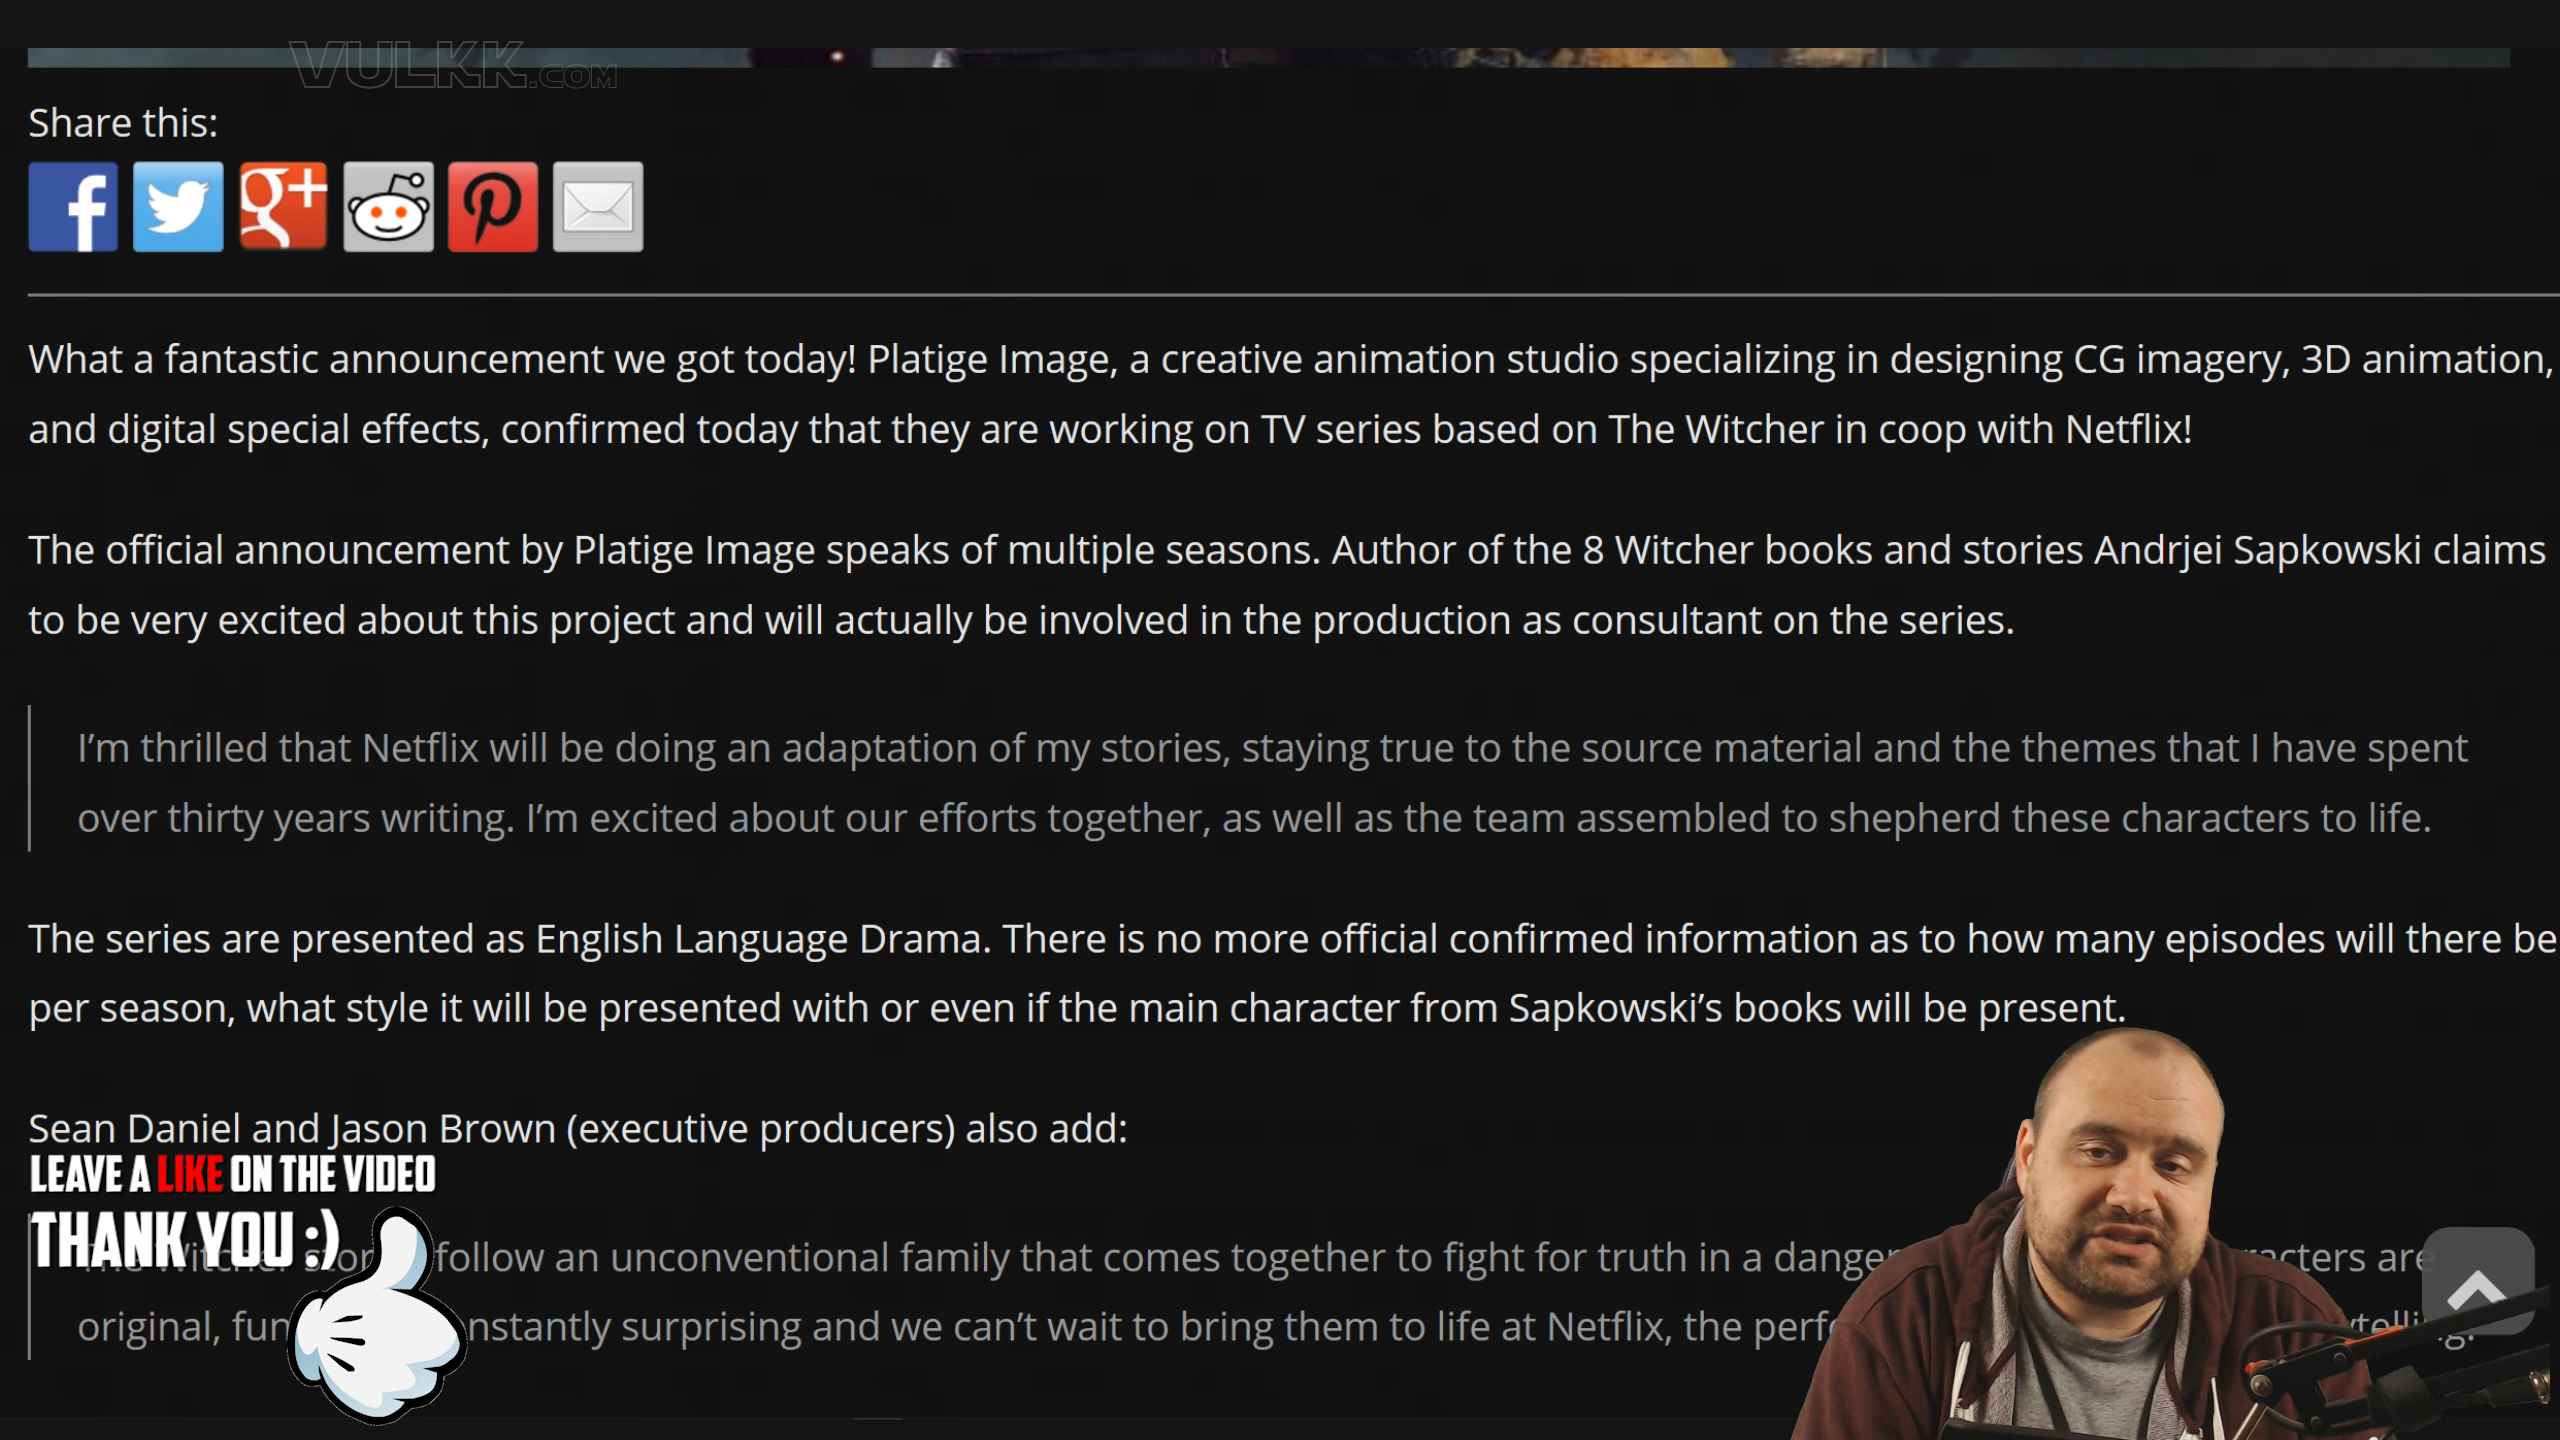 VULKK.COM
Share this:
What a fantastic announcement we got today! Platige Image, a creative animation studio specializing in designing CG imagery, 3D animation,
and digital special effects, confirmed today that they are working on TV series based on The Witcher in coop with Netflix!
The official announcement by Platige Image speaks of multiple seasons. Author of the 8 Witcher books and stories Andrjei Sapkowski claims
to be very excited about this project and will actually be involved in the production as consultant on the series.
I’m thrilled that Netflix will be doing an adaptation of my stories, staying true to the source material and the themes that I have spent
over thirty years writing. I’m excited about our efforts together, as well as the team assembled to shepherd these characters to life.
The series are presented as English Language Drama. There is no more official confirmed information as to how many episodes will there be
per season, what style it will be presented with or even if the main character from Sapkowski’s books will be present.
Sean Daniel and Jason Brown (executive producers) also add:
LEAVE A LIKE ON THE VIDEO
THANK YOU :)
follow an unconventional family that comes together to fight for truth in a are
original, surprising and we can’t wait to bring them to life at Netflix, the